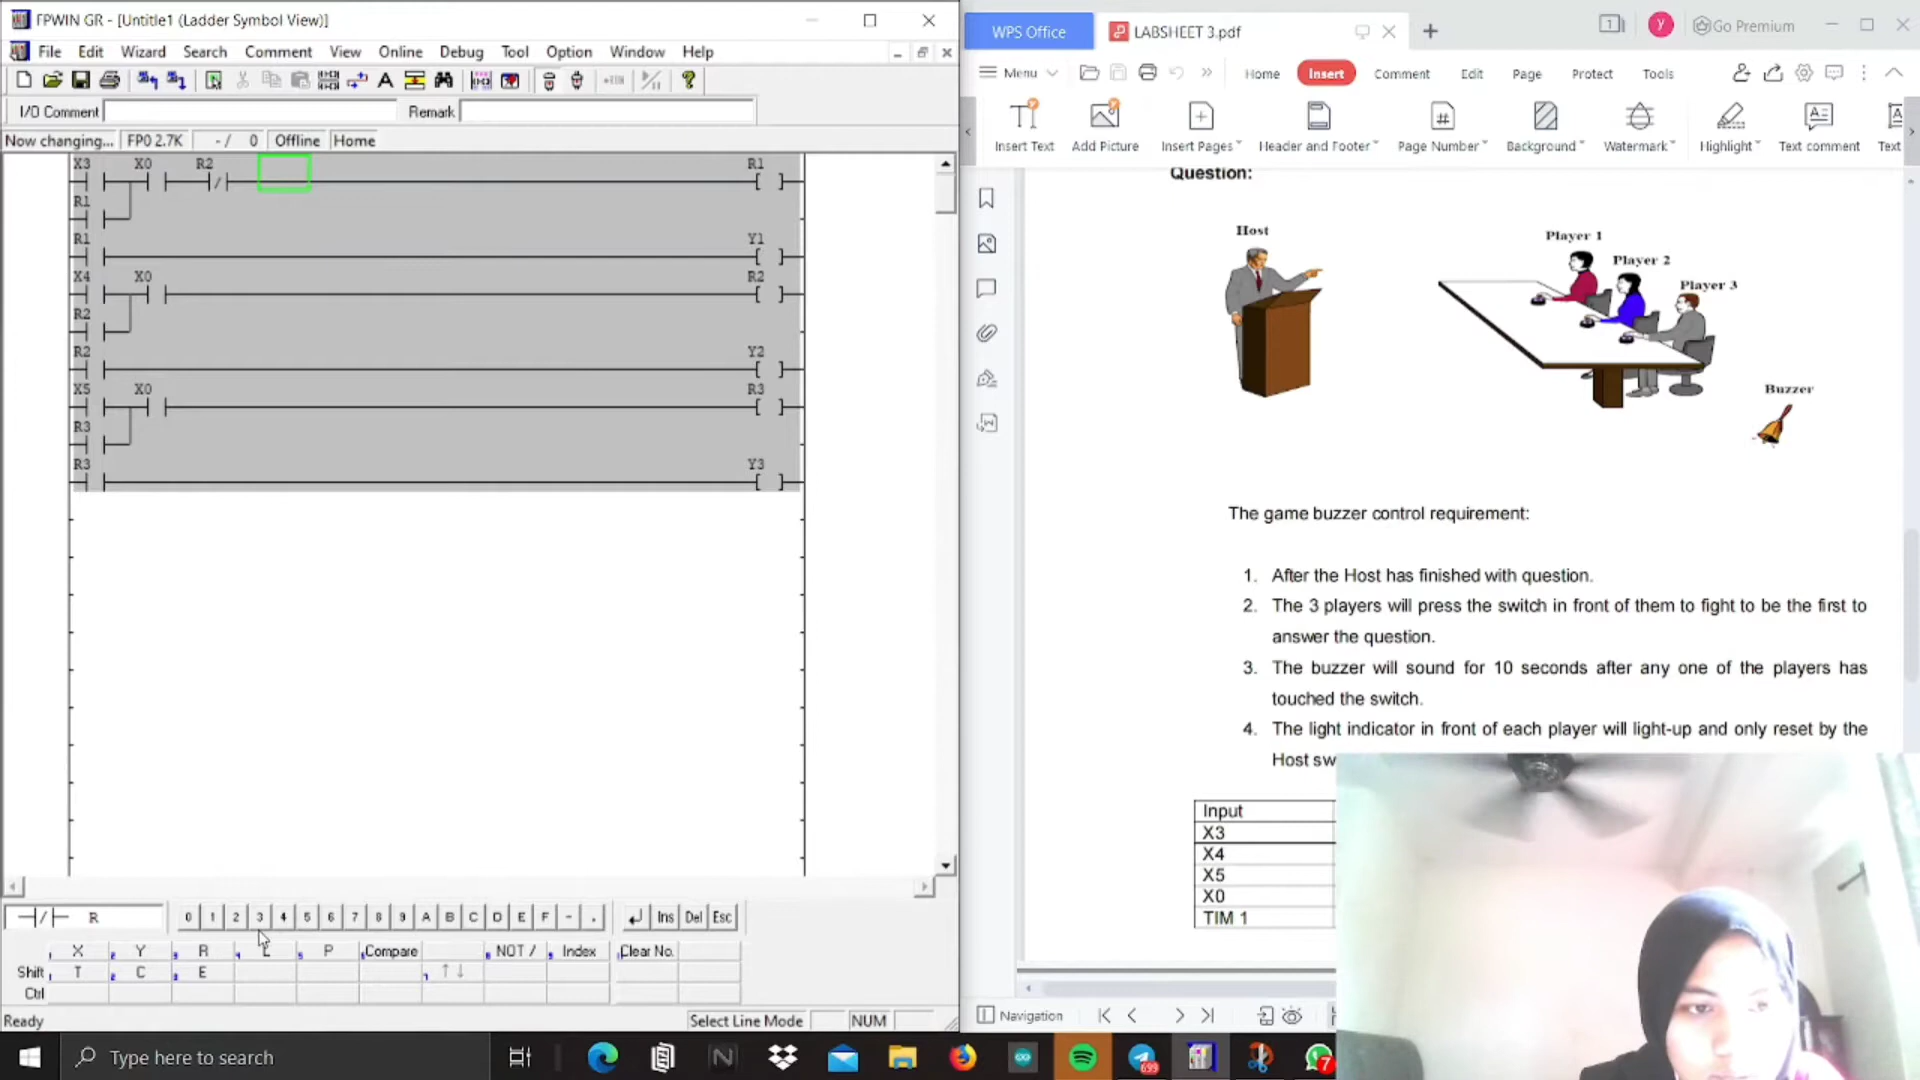 FPWIN GR - [Untitle1 (Ladder Symbol View)]
File Edit Wizard Search Comment View Online Debug Tool Option Window Help
I/O Comment Remark
Now changing... FP0 2.7K - / 0 Offline Home
X3 X0 R2 R1
R1
R1 Y1
X4 X0 R2
R2
R2 Y2
X5 X0 R3
R3
R3 Y3
R 0 1 2 3 4 5 6 7 8 9 A B C D E F - . Ins Del Esc
X Y R L P Compare NOT / Index Clear No.
Shift T C E ↑↓
Ctrl
Ready Select Line Mode NUM
Type here to search
WPS Office LABSHEET 3.pdf Go Premium
Menu Home Insert Comment Edit Page Protect Tools
Insert Text Add Picture Insert Pages Header and Footer Page Number Background Watermark Highlight Text comment Text
Question:
Host
Player 1
Player 2
Player 3
Buzzer
The game buzzer control requirement:
1. After the Host has finished with question.
2. The 3 players will press the switch in front of them to fight to be the first to
answer the question.
3. The buzzer will sound for 10 seconds after any one of the players has
touched the switch.
4. The light indicator in front of each player will light-up and only reset by the
Host sw
Input
X3
X4
X5
X0
TIM 1
Navigation
699
7